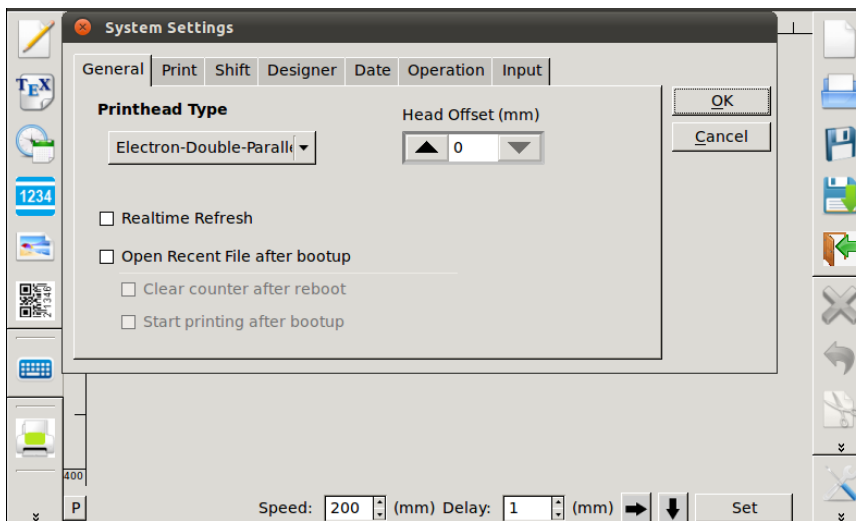 System Settings
General Print Shift Designer Date Operation Input
Printhead Type
Head Offset (mm)
OK
Electron-Double-Paralle
0
Cancel
Realtime Refresh
Open Recent File after bootup
Clear counter after reboot
Start printing after bootup
TEX
1234
21346
400
P
Speed: 200 (mm) Delay: 1 (mm)
Set